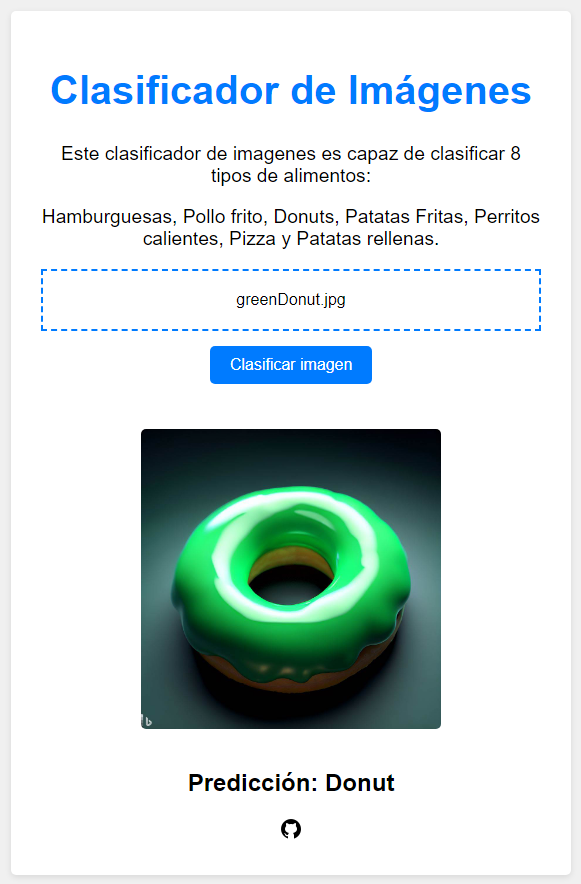 Clasificador de Imágenes
Este clasificador de imagenes es capaz de clasificar 8
tipos de alimentos:
Hamburguesas, Pollo frito, Donuts, Patatas Fritas, Perritos
calientes, Pizza y Patatas rellenas.
greenDonut.jpg
Clasificar imagen
Predicción: Donut